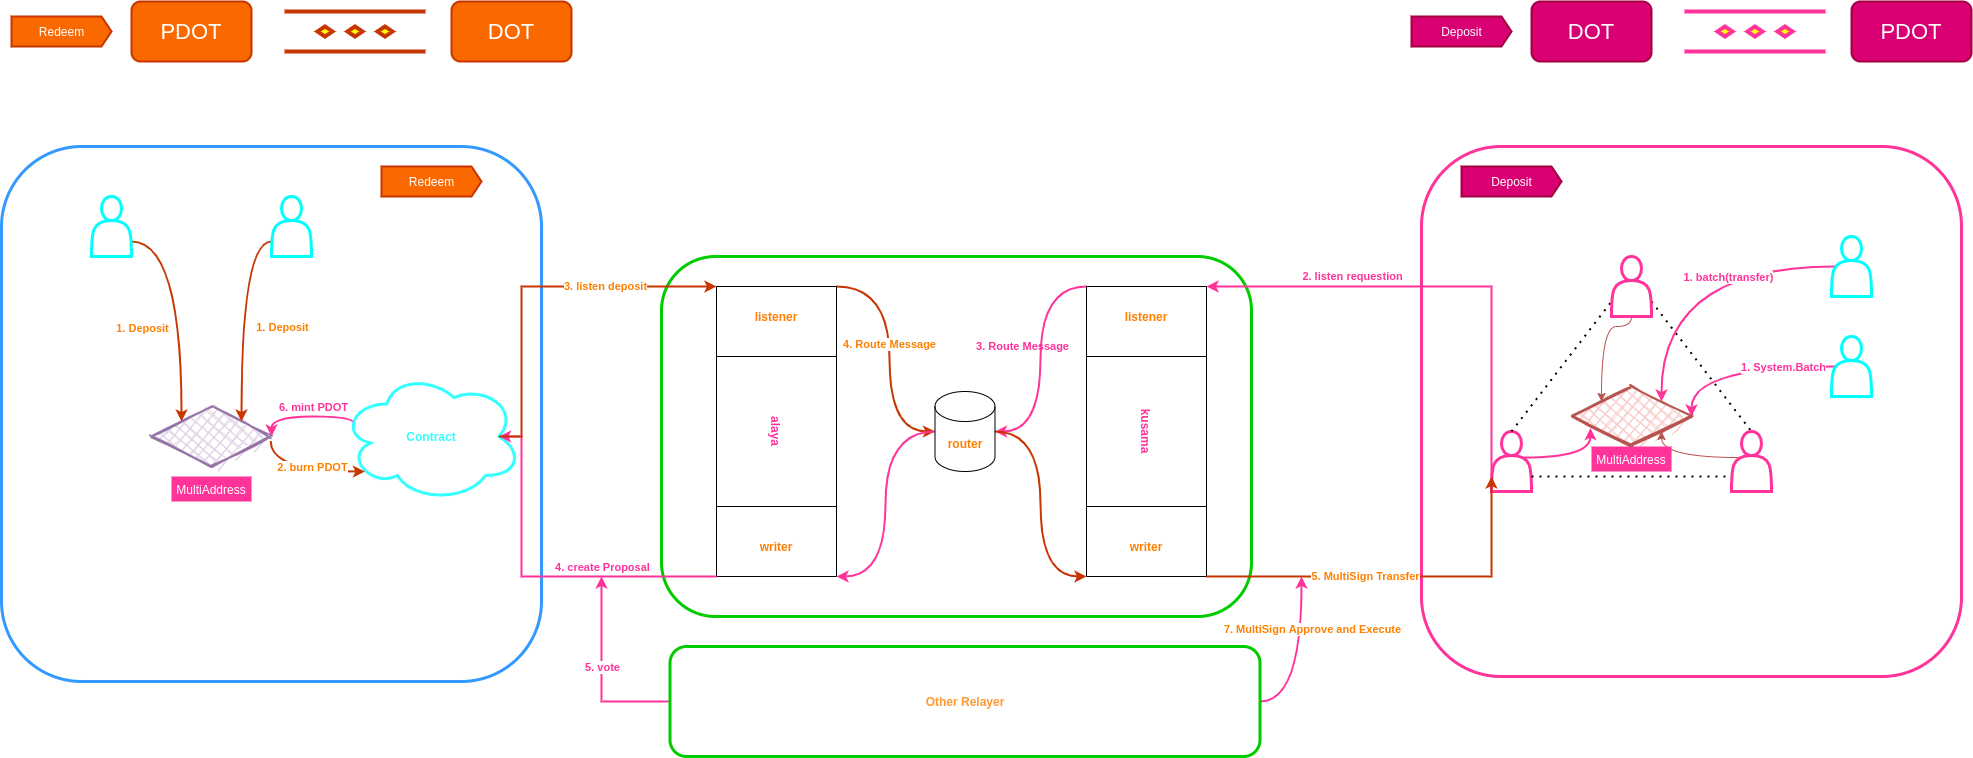 Redeem
PDOT
DOT
Deposit
DOT
PDOT
Redeem
1. Deposit
1. Deposit
6. mint PDOT
2. burn PDOT
MultiAddress
Contract
3. listen deposit
4. create Proposal
5. vote
listener
alaya
writer
4. Route Message
3. Route Message
router
listener
kusama
writer
2. listen requestion
5. MultiSign Transfer
7. MultiSign Approve and Execute
Other Relayer
Deposit
1. batch(transfer)
1. System.Batch
MultiAddress